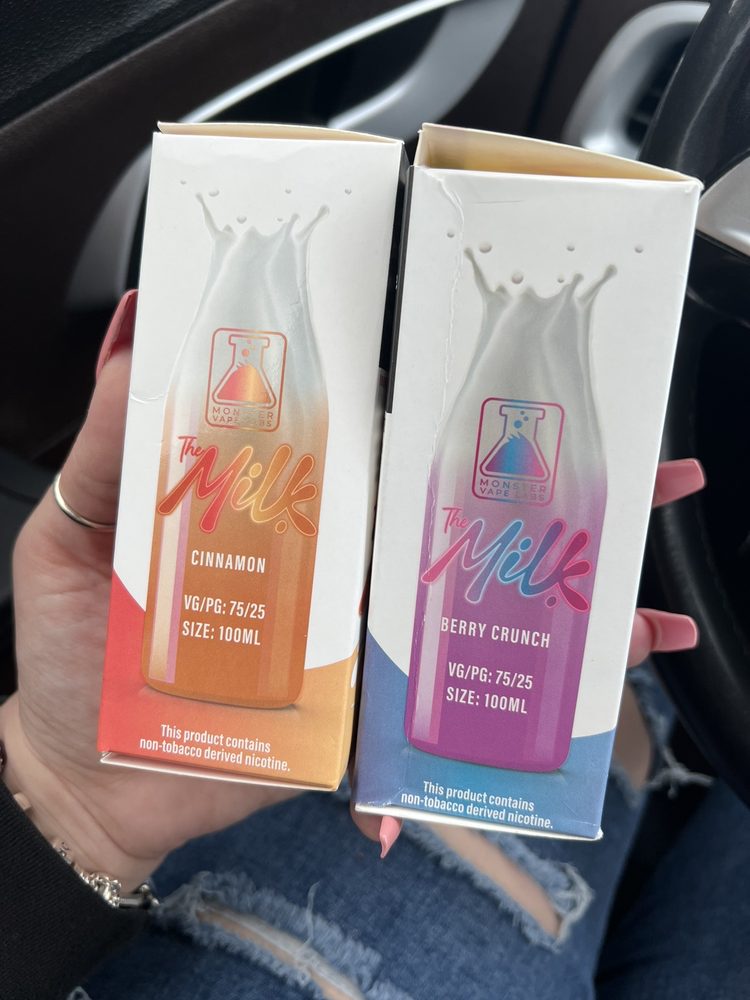 MONSTER
VAPE LABS
The
Milk
CINNAMON
VG/PG: 75/25
SIZE: 100ML
This product contains
non-tobacco derived nicotine.
MONSTER
VAPE LABS
The
Milk
BERRY CRUNCH
VG/PG: 75/25
SIZE: 100ML
This product contains
non-tobacco derived nicotine.